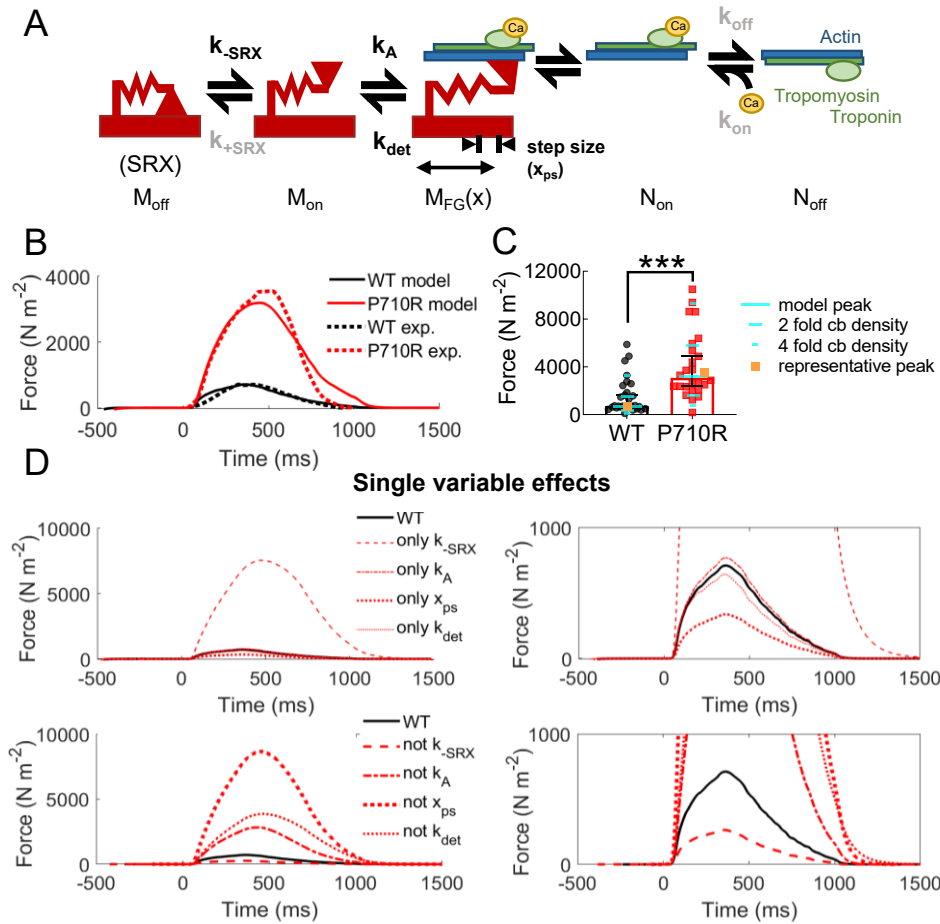 A
k-SRX
k+SRX
kA
kdet
Ca
Ca
koff
kon
Ca
Actin
Tropomyosin
Troponin
step size
(xps)
(SRX)
Moff
Mon
MFG(x)
Non
Noff
B
Force (N m-2)
4000
2000
0
-500
0
500
1000
1500
Time (ms)
WT model
P710R model
WT exp.
P710R exp.
C
Force (N m-2)
12000
8000
4000
0
***
WT
P710R
model peak
2 fold cb density
4 fold cb density
representative peak
D
Single variable effects
Force (N m-2)
10000
5000
0
-500
0
500
1000
1500
Time (ms)
WT
only k-SRX
only kA
only xps
only kdet
Force (N m-2)
1000
0
-500
0
500
1000
1500
Time (ms)
Force (N m-2)
10000
5000
0
-500
0
500
1000
1500
Time (ms)
WT
not k-SRX
not kA
not xps
not kdet
Force (N m-2)
1000
0
-500
0
500
1000
1500
Time (ms)